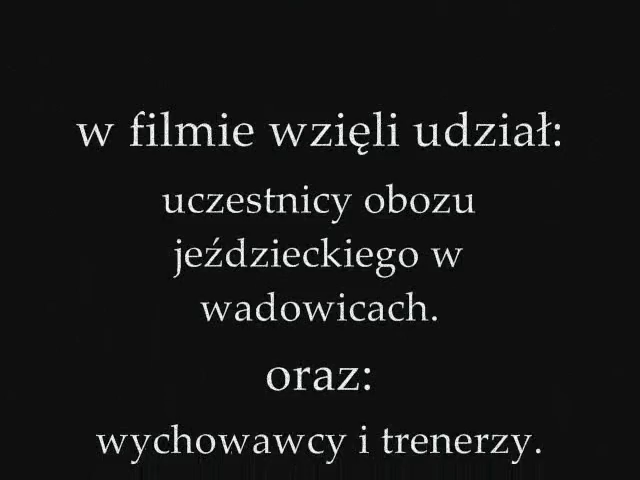 w filmie wzięli udział:
uczestnicy obozu
jeździeckiego w
wadowicach.
oraz:
wychowawcy i trenerzy.